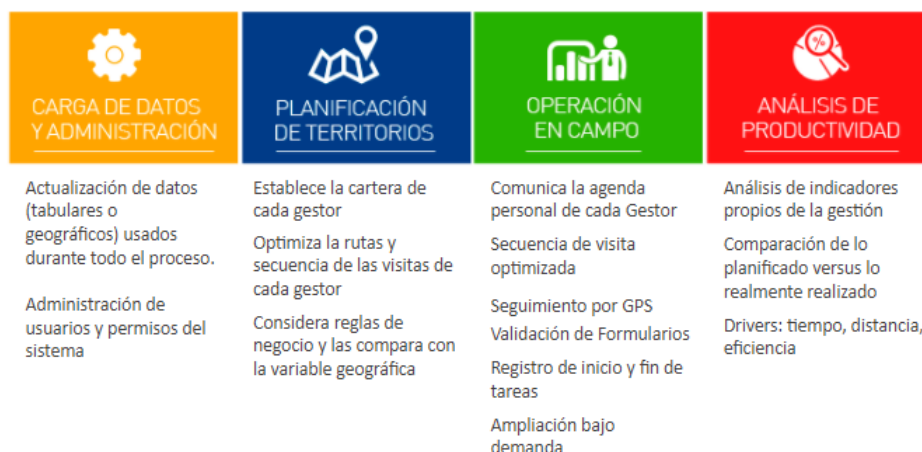 CARGA DE DATOS
Y ADMINISTRACIÓN
Actualización de datos
(tabulares o
geográficos) usados
durante todo el proceso.
Administración de
usuarios y permisos del
sistema
PLANIFICACIÓN
DE TERRITORIOS
Establece la cartera de
cada gestor
Optimiza la rutas y
secuencia de las visitas de
cada gestor
Considera reglas de
negocio y las compara con
la variable geográfica
OPERACIÓN
EN CAMPO
Comunica la agenda
personal de cada Gestor
Secuencia de visita
optimizada
Seguimiento por GPS
Validación de Formularios
Registro de inicio y fin de
tareas
Ampliación bajo
demanda
%
ANÁLISIS DE
PRODUCTIVIDAD
Análisis de indicadores
propios de la gestión
Comparación de lo
planificado versus lo
realmente realizado
Drivers: tiempo, distancia,
eficiencia